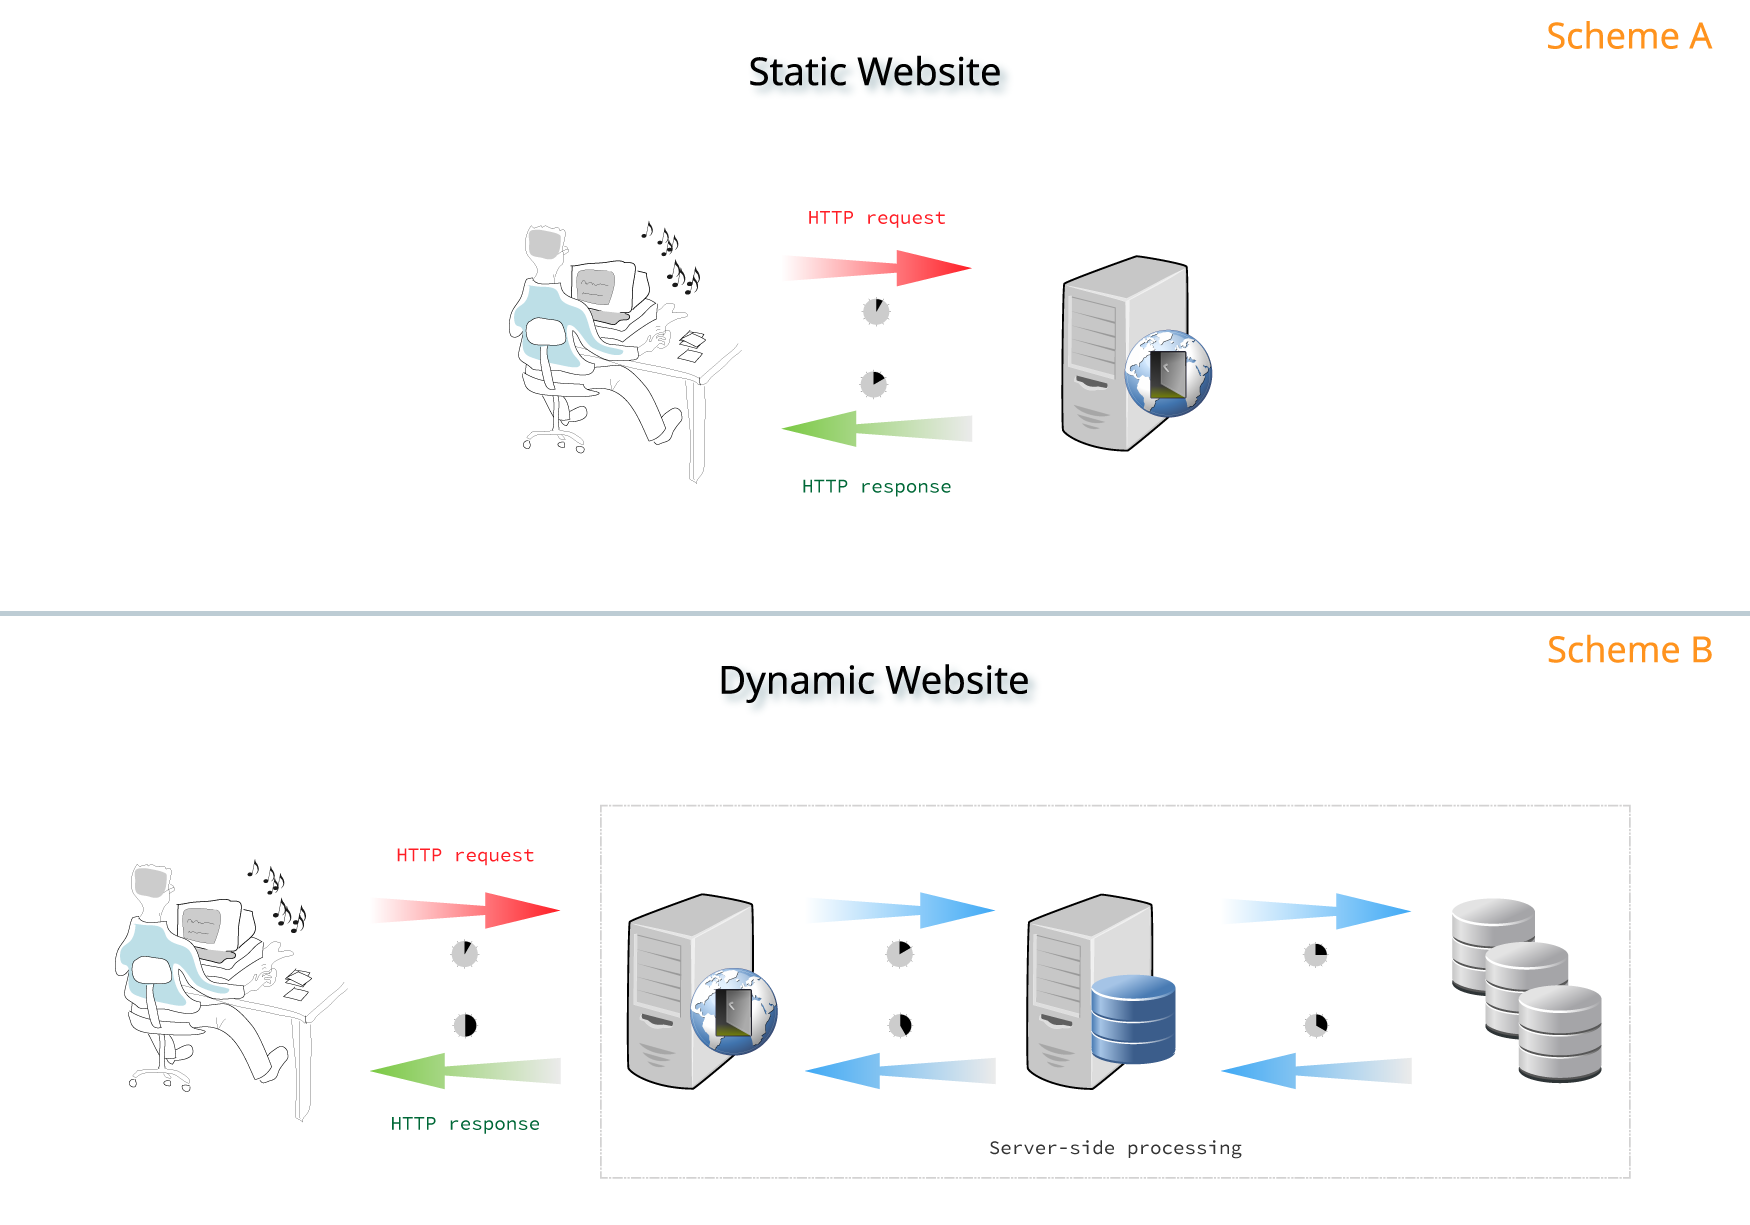 Scheme A
Static Website
HTTP request
HTTP response
Scheme B
Dynamic Website
HTTP request
HTTP response
Server-side processing